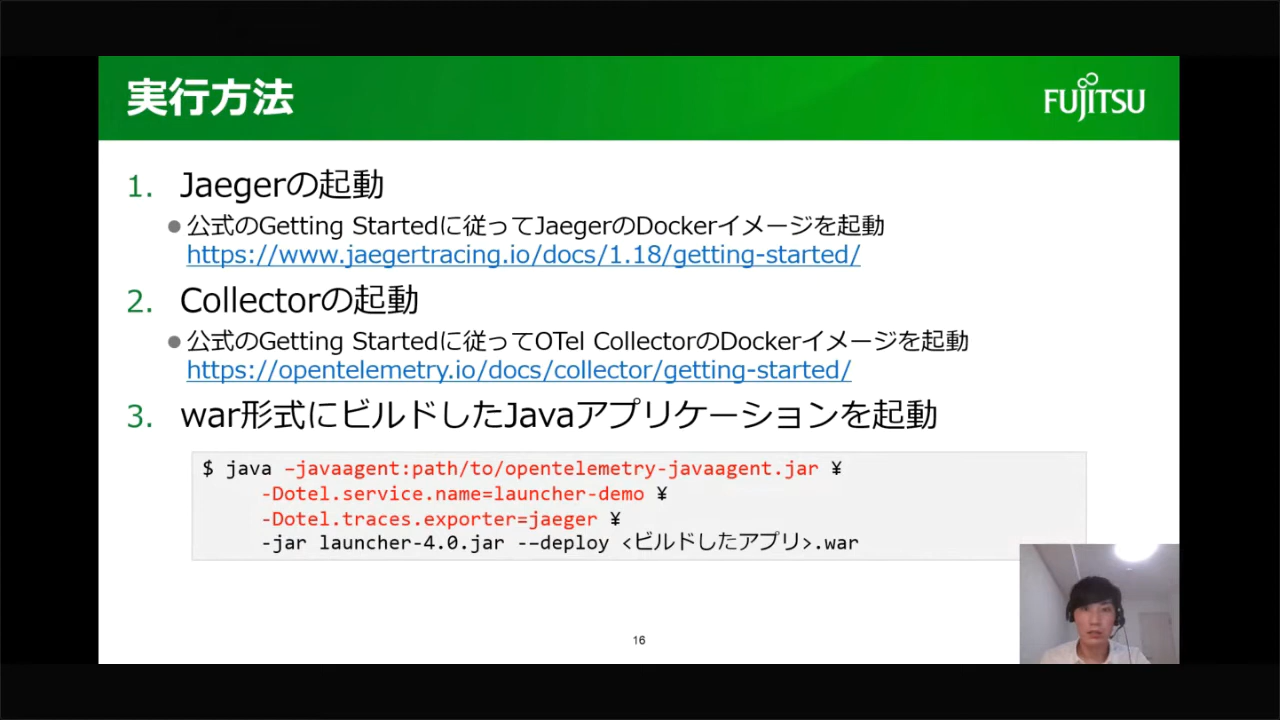 実行方法
FUJITSU
1. Jaegerの起動
●公式のGetting Startedに従ってJaegerのDockerイメージを起動
https://www.jaegertracing.io/docs/1.18/getting-started/
2. Collectorの起動
●公式のGetting Startedに従ってOTel CollectorのDockerイメージを起動
https://opentelemetry.io/docs/collector/getting-started/
3. war形式にビルドしたJavaアプリケーションを起動
$ java –javaagent:path/to/opentelemetry-javaagent.jar ¥
-Dotel.service.name=launcher-demo ¥
-Dotel.traces.exporter=jaeger ¥
-jar launcher-4.0.jar --deploy <ビルドしたアプリ>.war
16